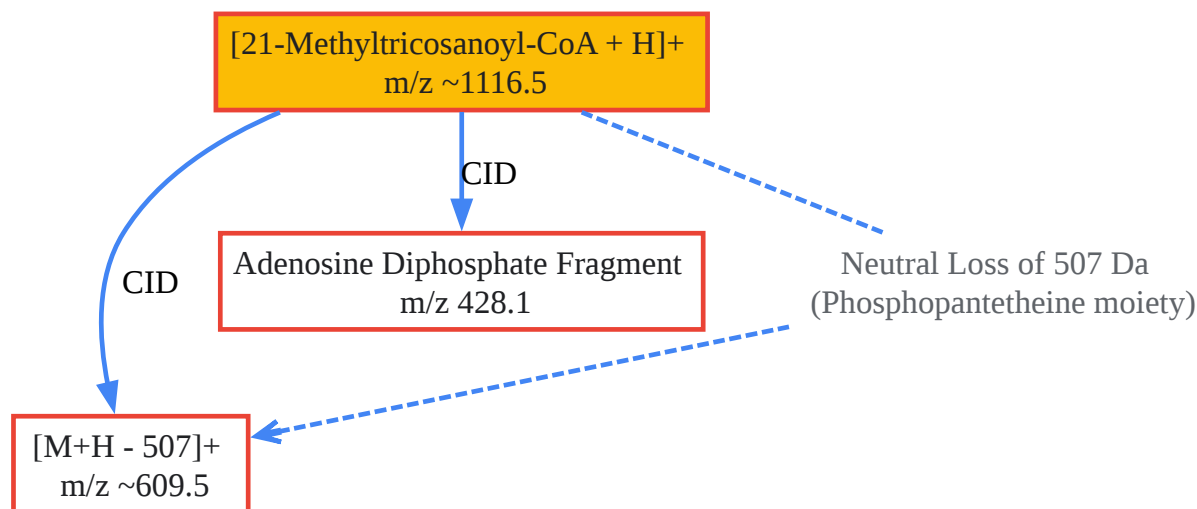 [21-Methyltricosanoyl-CoA + H]+
m/z ~1116.5
CID
Adenosine Diphosphate Fragment
m/z 428.1
Neutral Loss of 507 Da
(Phosphopantetheine moiety)
CID
[M+H - 507]+
m/z ~609.5